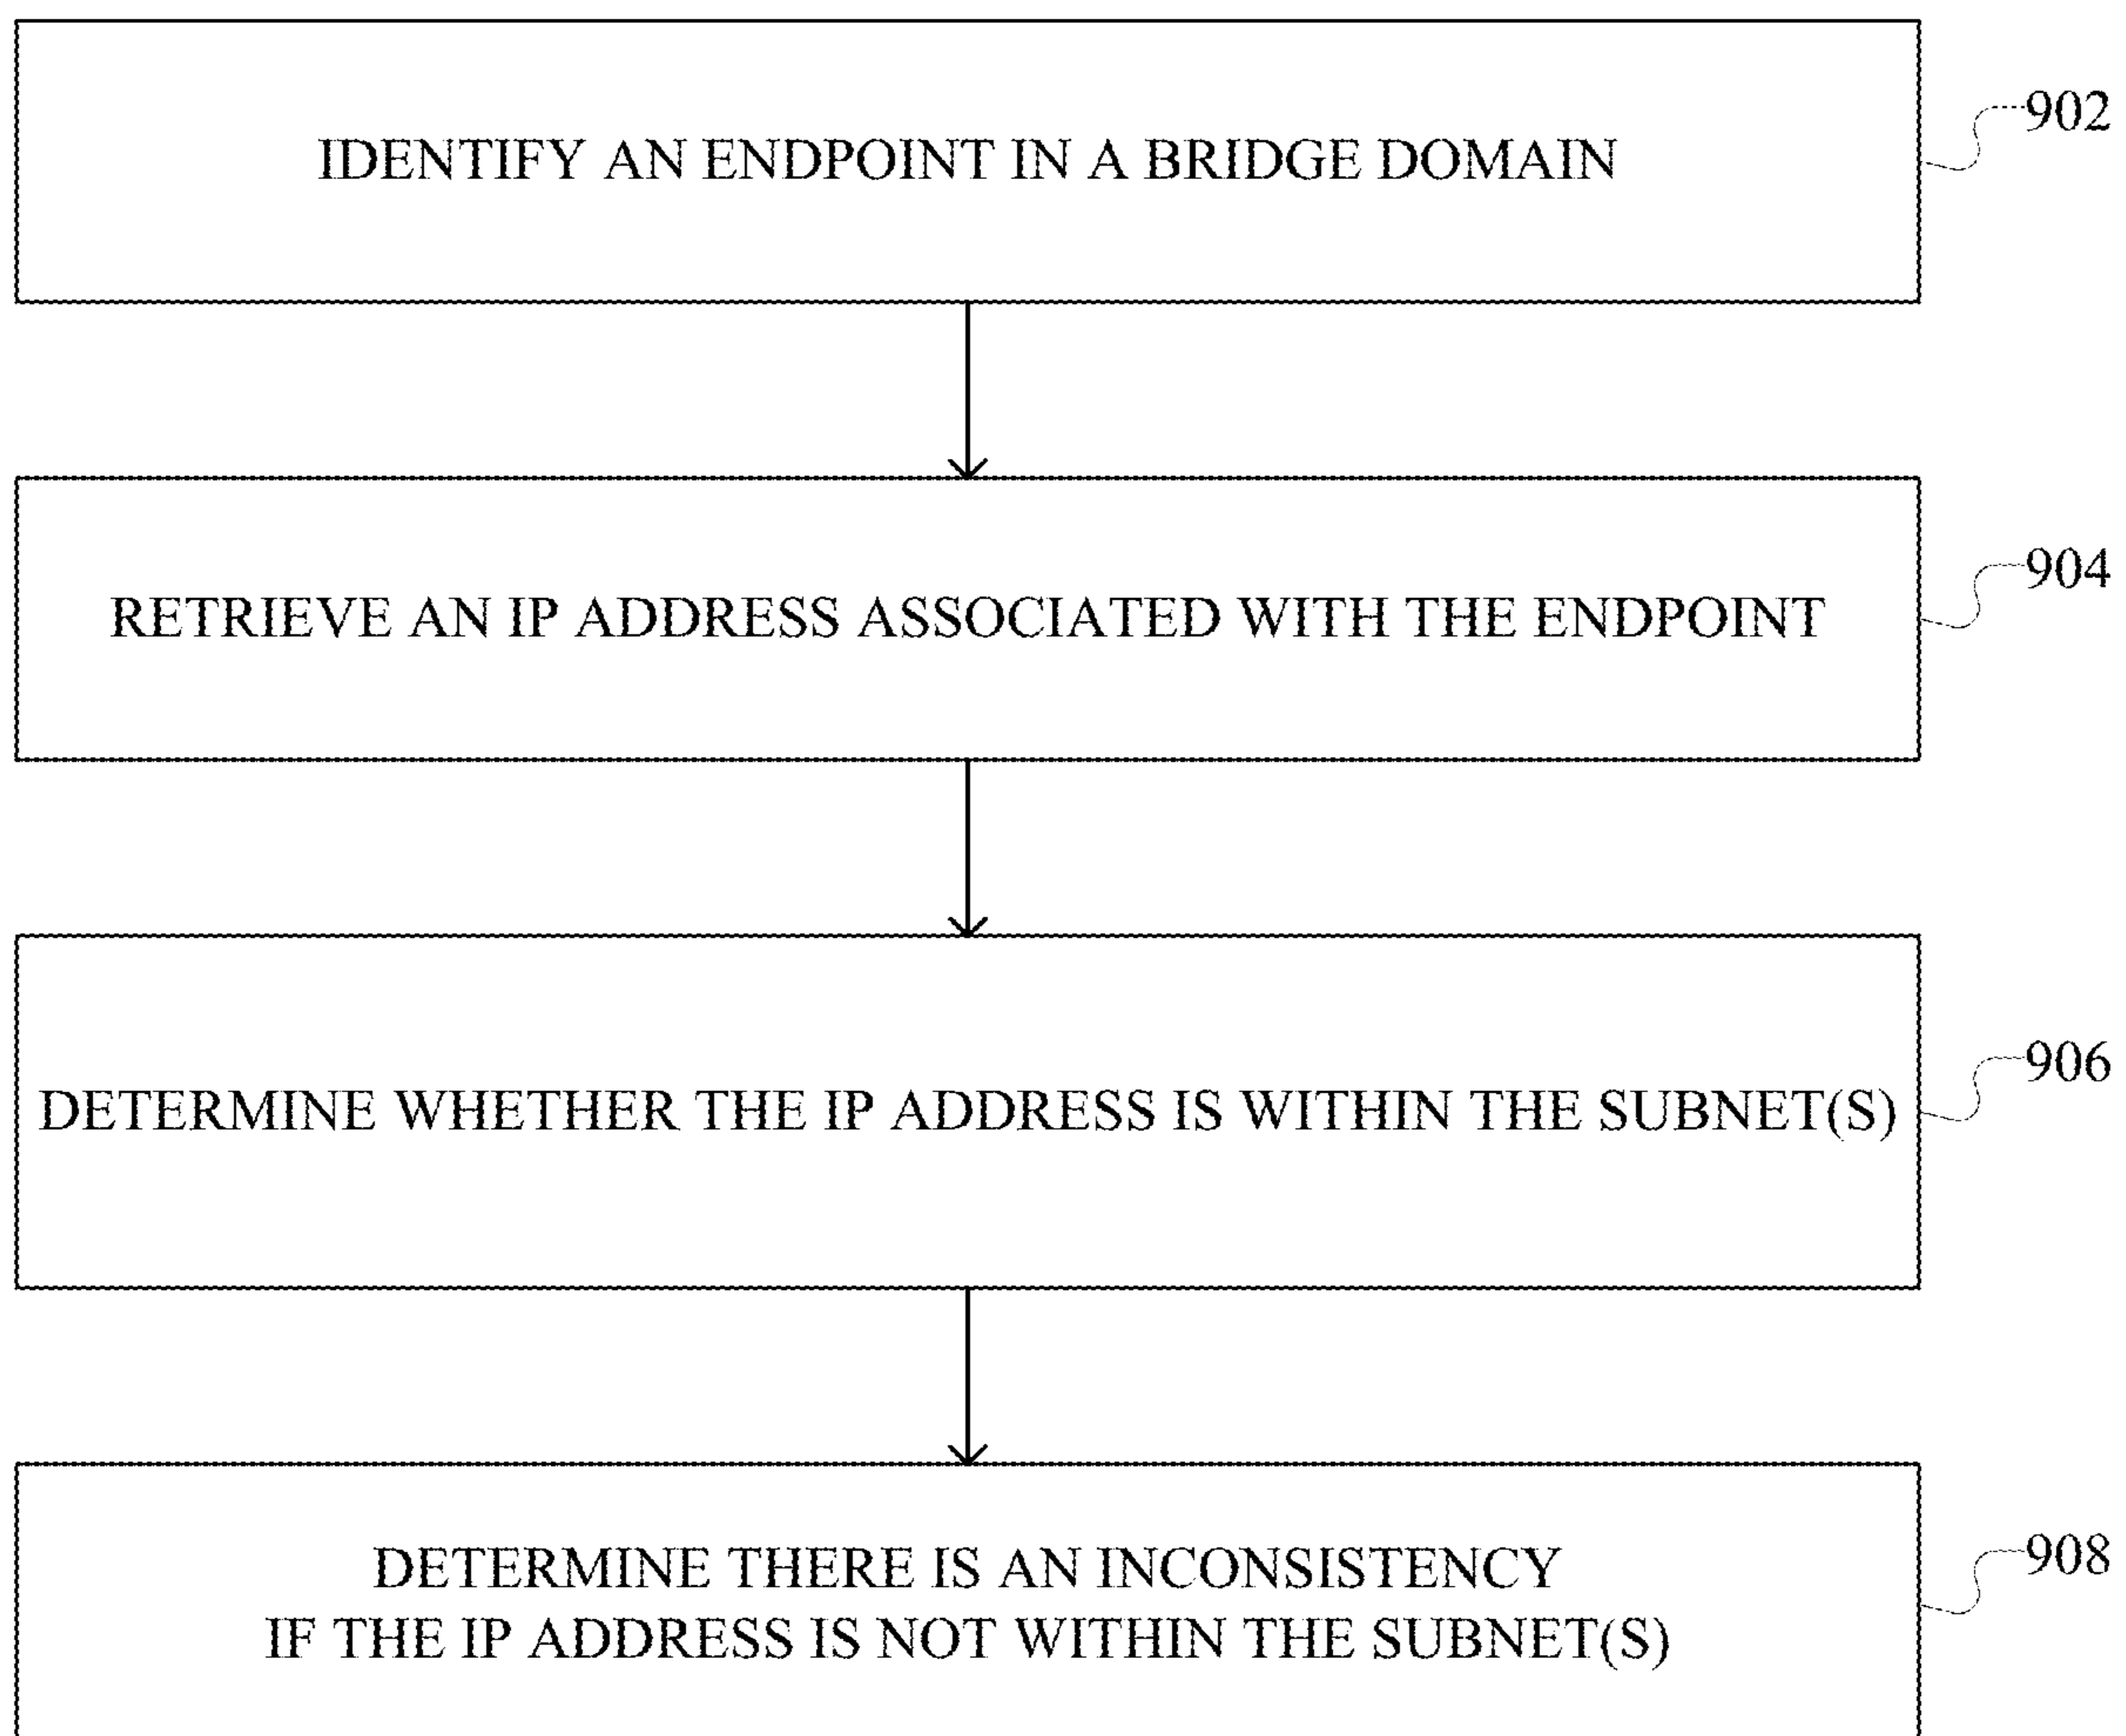 IDENTIFY AN ENDPOINT IN A BRIDGE DOMAIN
902
RETRIEVE AN IP ADDRESS ASSOCIATED WITH THE ENDPOINT
904
DETERMINE WHETHER THE IP ADDRESS IS WITHIN THE SUBNET(S)
906
DETERMINE THERE IS AN INCONSISTENCY
IF THE IP ADDRESS IS NOT WITHIN THE SUBNET(S)
908